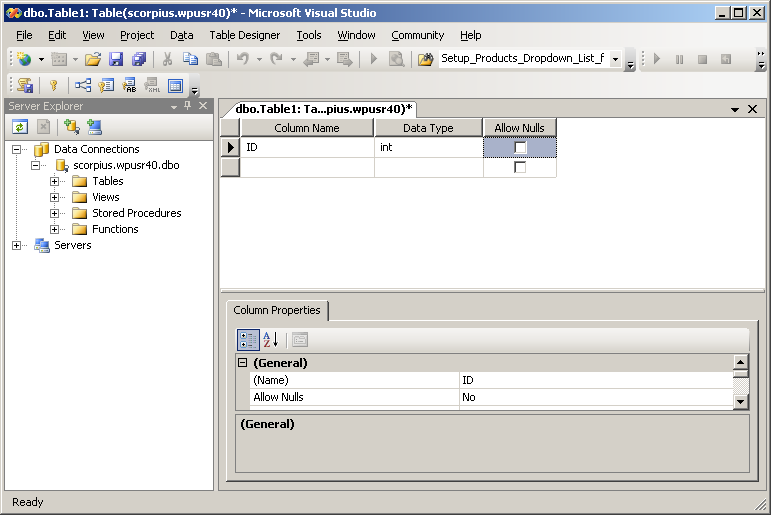 dbo.Table1: Table(scorpius.wpusr40)* - Microsoft Visual Studio
File Edit View Project Data Table Designer Tools Window Community Help
Setup_Products_Dropdown_List_f
Server Explorer
dbo.Table1: Ta...pius.wpusr40)*
Column Name Data Type Allow Nulls
ID int
Data Connections
scorpius.wpusr40.dbo
Tables
Views
Stored Procedures
Functions
Servers
Column Properties
(General)
(Name) ID
Allow Nulls No
(General)
Ready